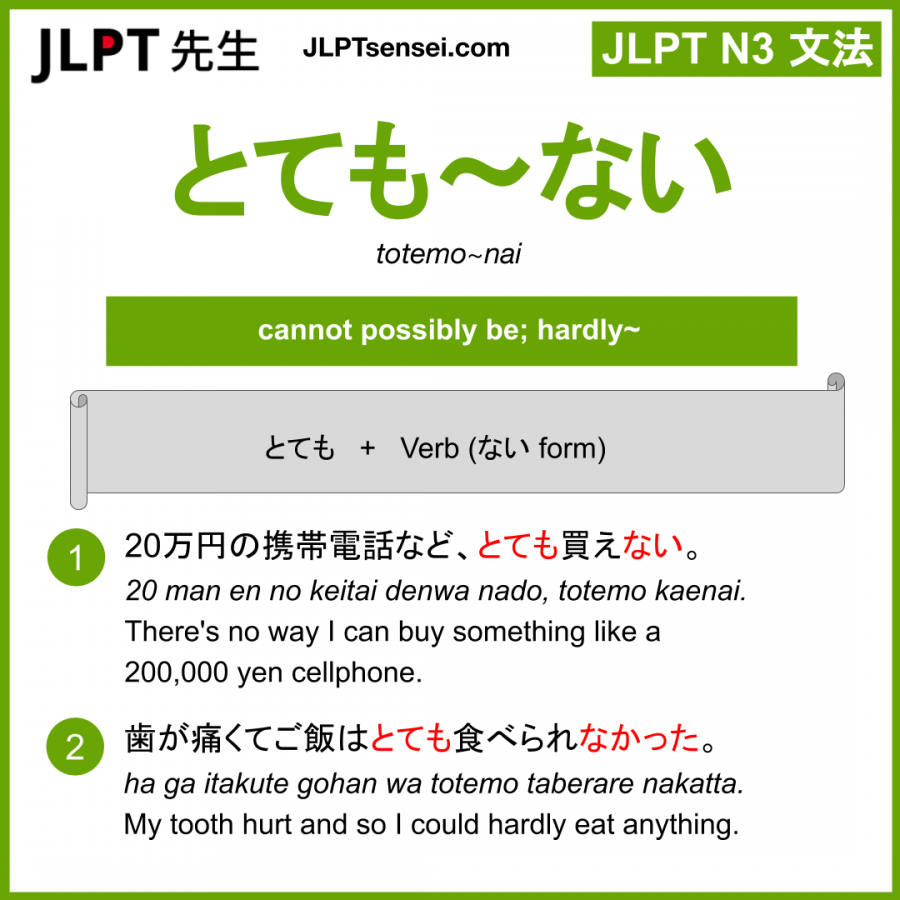 JLPT 先生
JLPTsensei.com
JLPT N3 文法
とても～ない
totemo~nai
cannot possibly be; hardly~
とても + Verb (ない form)
1
20万円の携帯電話など、とても買えない。
20 man en no keitai denwa nado, totemo kaenai.
There's no way I can buy something like a
200,000 yen cellphone.
2
歯が痛くてご飯はとても食べられなかった。
ha ga itakute gohan wa totemo taberare nakatta.
My tooth hurt and so I could hardly eat anything.